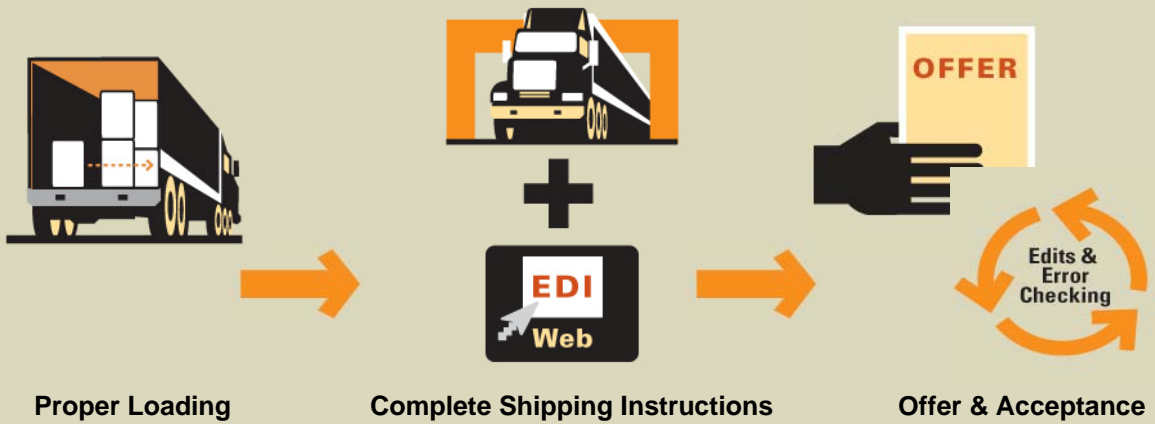 OFFER
EDI
Web
Edits &
Error
Checking
Proper Loading
Complete Shipping Instructions
Offer & Acceptance